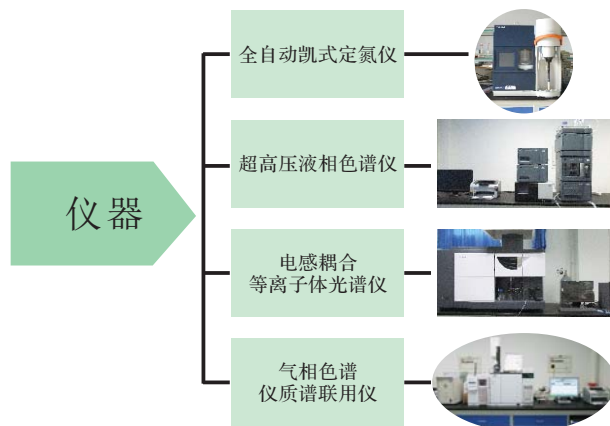 仪器
全自动凯式定氮仪
超高压液相色谱仪
电感耦合
等离子体光谱仪
气相色谱
仪质谱联用仪